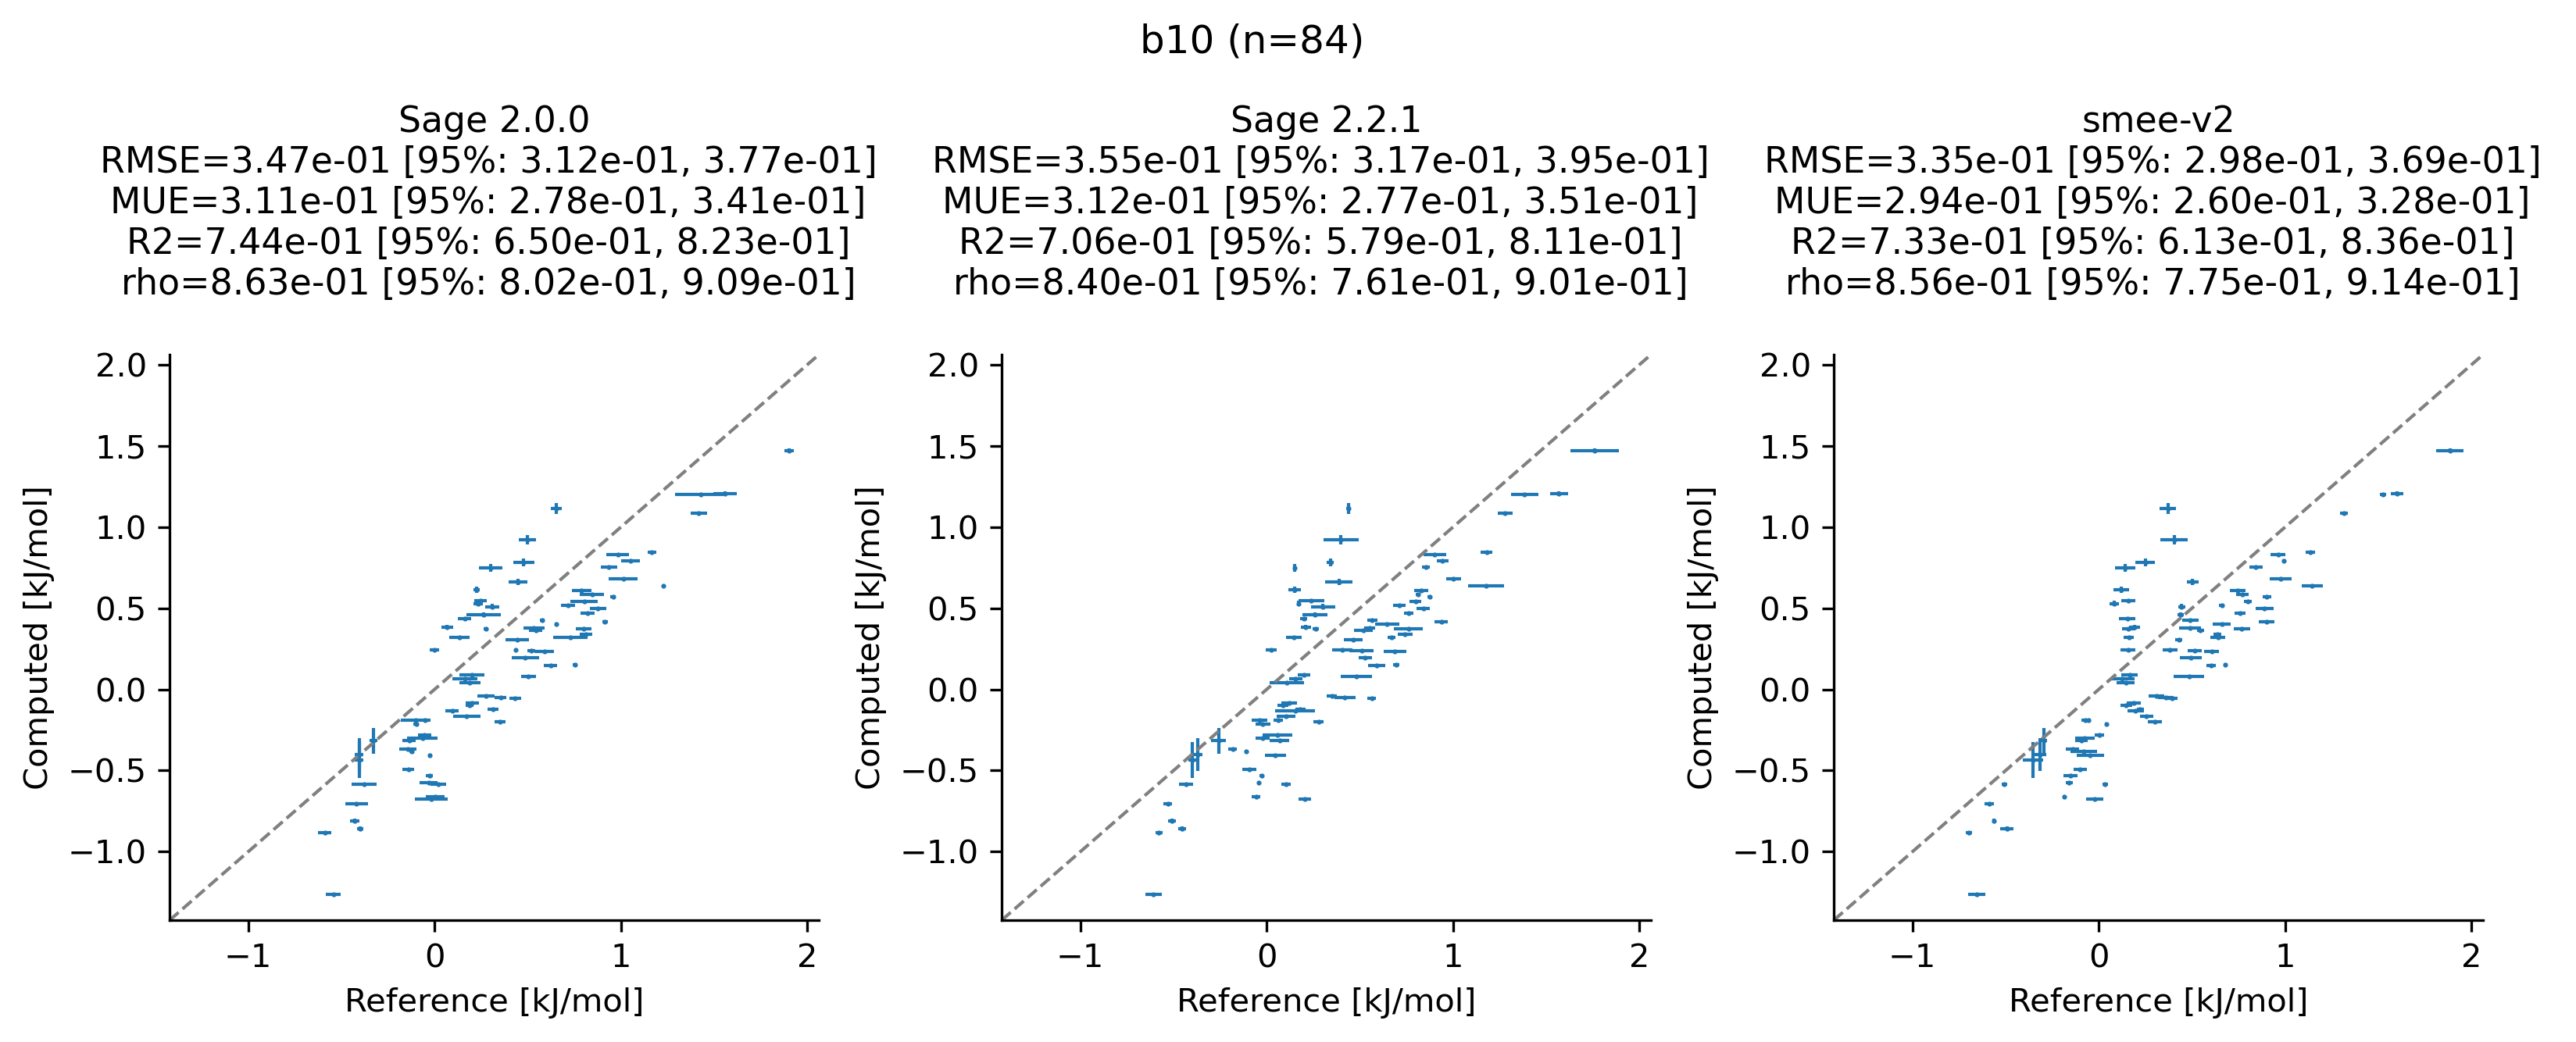 b10 (n=84)
Sage 2.0.0
RMSE=3.47e-01 [95%: 3.12e-01, 3.77e-01]
MUE=3.11e-01 [95%: 2.78e-01, 3.41e-01]
R2=7.44e-01 [95%: 6.50e-01, 8.23e-01]
rho=8.63e-01 [95%: 8.02e-01, 9.09e-01]
2.0
1.5
1.0
0.5
0.0
−0.5
−1.0
Computed [kJ/mol]
−1 0 1 2
Reference [kJ/mol]
Sage 2.2.1
RMSE=3.55e-01 [95%: 3.17e-01, 3.95e-01]
MUE=3.12e-01 [95%: 2.77e-01, 3.51e-01]
R2=7.06e-01 [95%: 5.79e-01, 8.11e-01]
rho=8.40e-01 [95%: 7.61e-01, 9.01e-01]
2.0
1.5
1.0
0.5
0.0
−0.5
−1.0
Computed [kJ/mol]
−1 0 1 2
Reference [kJ/mol]
smee-v2
RMSE=3.35e-01 [95%: 2.98e-01, 3.69e-01]
MUE=2.94e-01 [95%: 2.60e-01, 3.28e-01]
R2=7.33e-01 [95%: 6.13e-01, 8.36e-01]
rho=8.56e-01 [95%: 7.75e-01, 9.14e-01]
2.0
1.5
1.0
0.5
0.0
−0.5
−1.0
Computed [kJ/mol]
−1 0 1 2
Reference [kJ/mol]